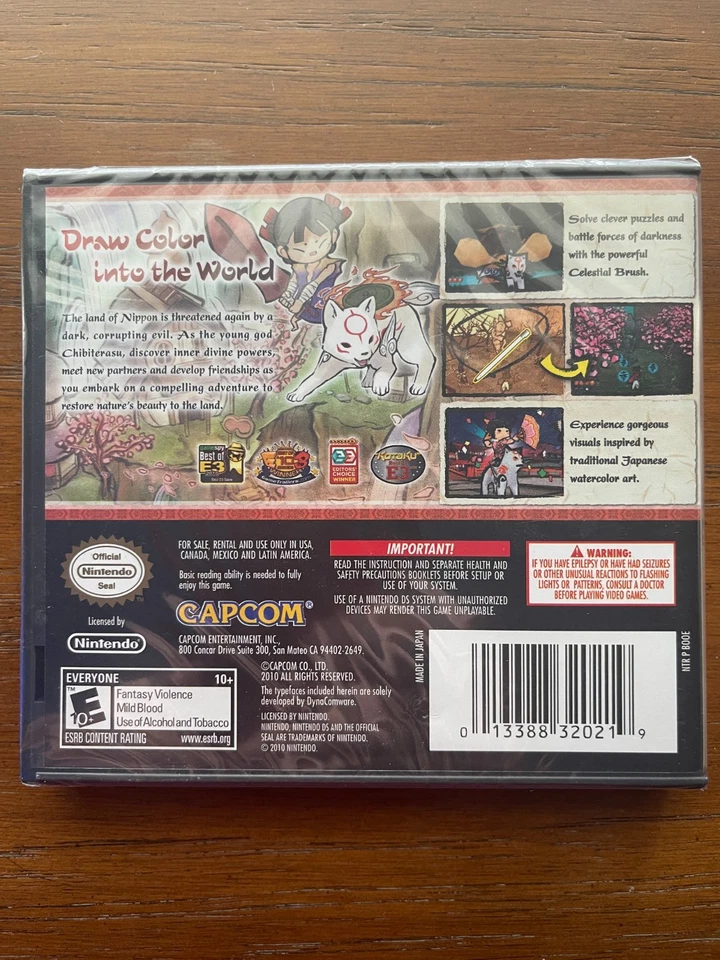 Draw Color
into the World
The land of Nippon is threatened again by a
dark, corrupting evil. As the young god
Chibiterasu, discover inner divine powers,
meet new partners and develop friendships as
you embark on a compelling adventure to
restore nature's beauty to the land.
Solve clever puzzles and
battle forces of darkness
with the powerful
Celestial Brush.
Experience gorgeous
visuals inspired by
traditional Japanese
watercolor art.
Best of
E3
WINNER
GameTrailers
E3
EDITORS'
CHOICE
WINNER
Kotaku
E3
Official
Nintendo
Seal
Licensed by
Nintendo
FOR SALE, RENTAL AND USE ONLY IN USA,
CANADA, MEXICO AND LATIN AMERICA.
Basic reading ability is needed to fully
enjoy this game.
CAPCOM®
CAPCOM ENTERTAINMENT, INC.,
800 Concar Drive Suite 300, San Mateo CA 94402-2649.
©CAPCOM CO., LTD.
2010 ALL RIGHTS RESERVED.
The typefaces included herein are solely
developed by DynaComware.
LICENSED BY NINTENDO.
NINTENDO, NINTENDO DS AND THE OFFICIAL
SEAL ARE TRADEMARKS OF NINTENDO.
© 2010 NINTENDO.
IMPORTANT!
READ THE INSTRUCTION AND SEPARATE HEALTH AND
SAFETY PRECAUTIONS BOOKLETS BEFORE SETUP OR
USE OF YOUR SYSTEM.
USE OF A NINTENDO DS SYSTEM WITH UNAUTHORIZED
DEVICES MAY RENDER THIS GAME UNPLAYABLE.
WARNING:
IF YOU HAVE EPILEPSY OR HAVE HAD SEIZURES
OR OTHER UNUSUAL REACTIONS TO FLASHING
LIGHTS OR PATTERNS, CONSULT A DOCTOR
BEFORE PLAYING VIDEO GAMES.
EVERYONE 10+
E
10+
Fantasy Violence
Mild Blood
Use of Alcohol and Tobacco
ESRB CONTENT RATING www.esrb.org
MADE IN JAPAN
0 13388 32021 9
NTR P BOOE